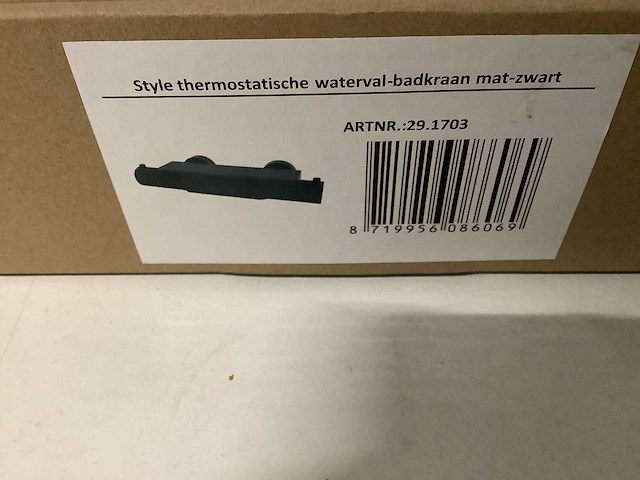 Style thermostatische waterval-badkraan mat-zwart
ARTNR.:29.1703
8 719956 086069